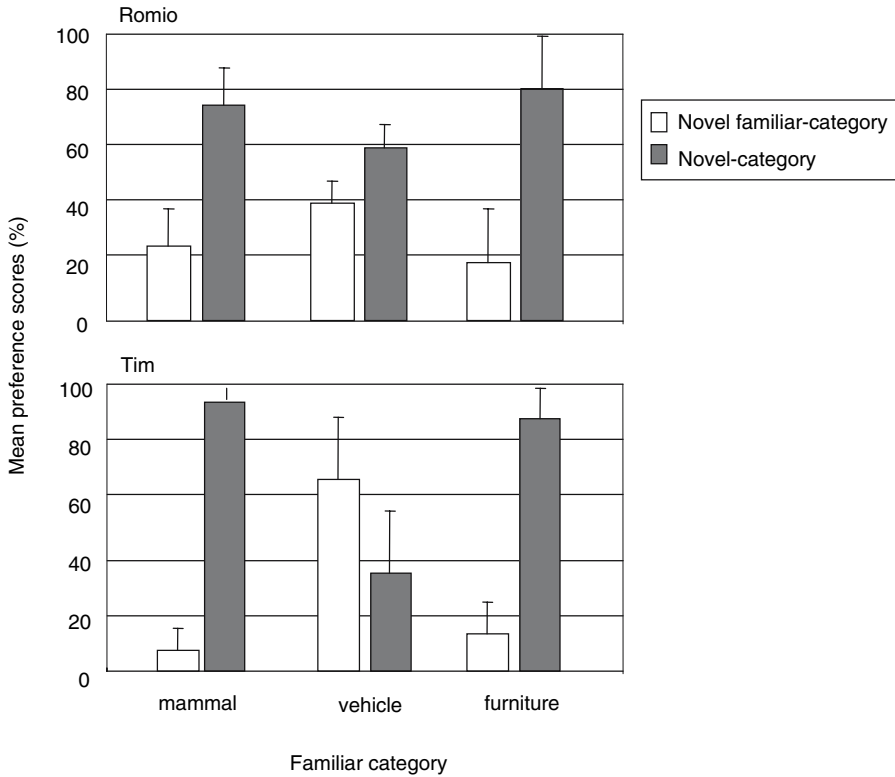 Romio
100
80
60
40
20
0
Novel familiar-category
Novel-category
Mean preference scores (%)
Tim
100
80
60
40
20
0
mammal vehicle furniture
Familiar category